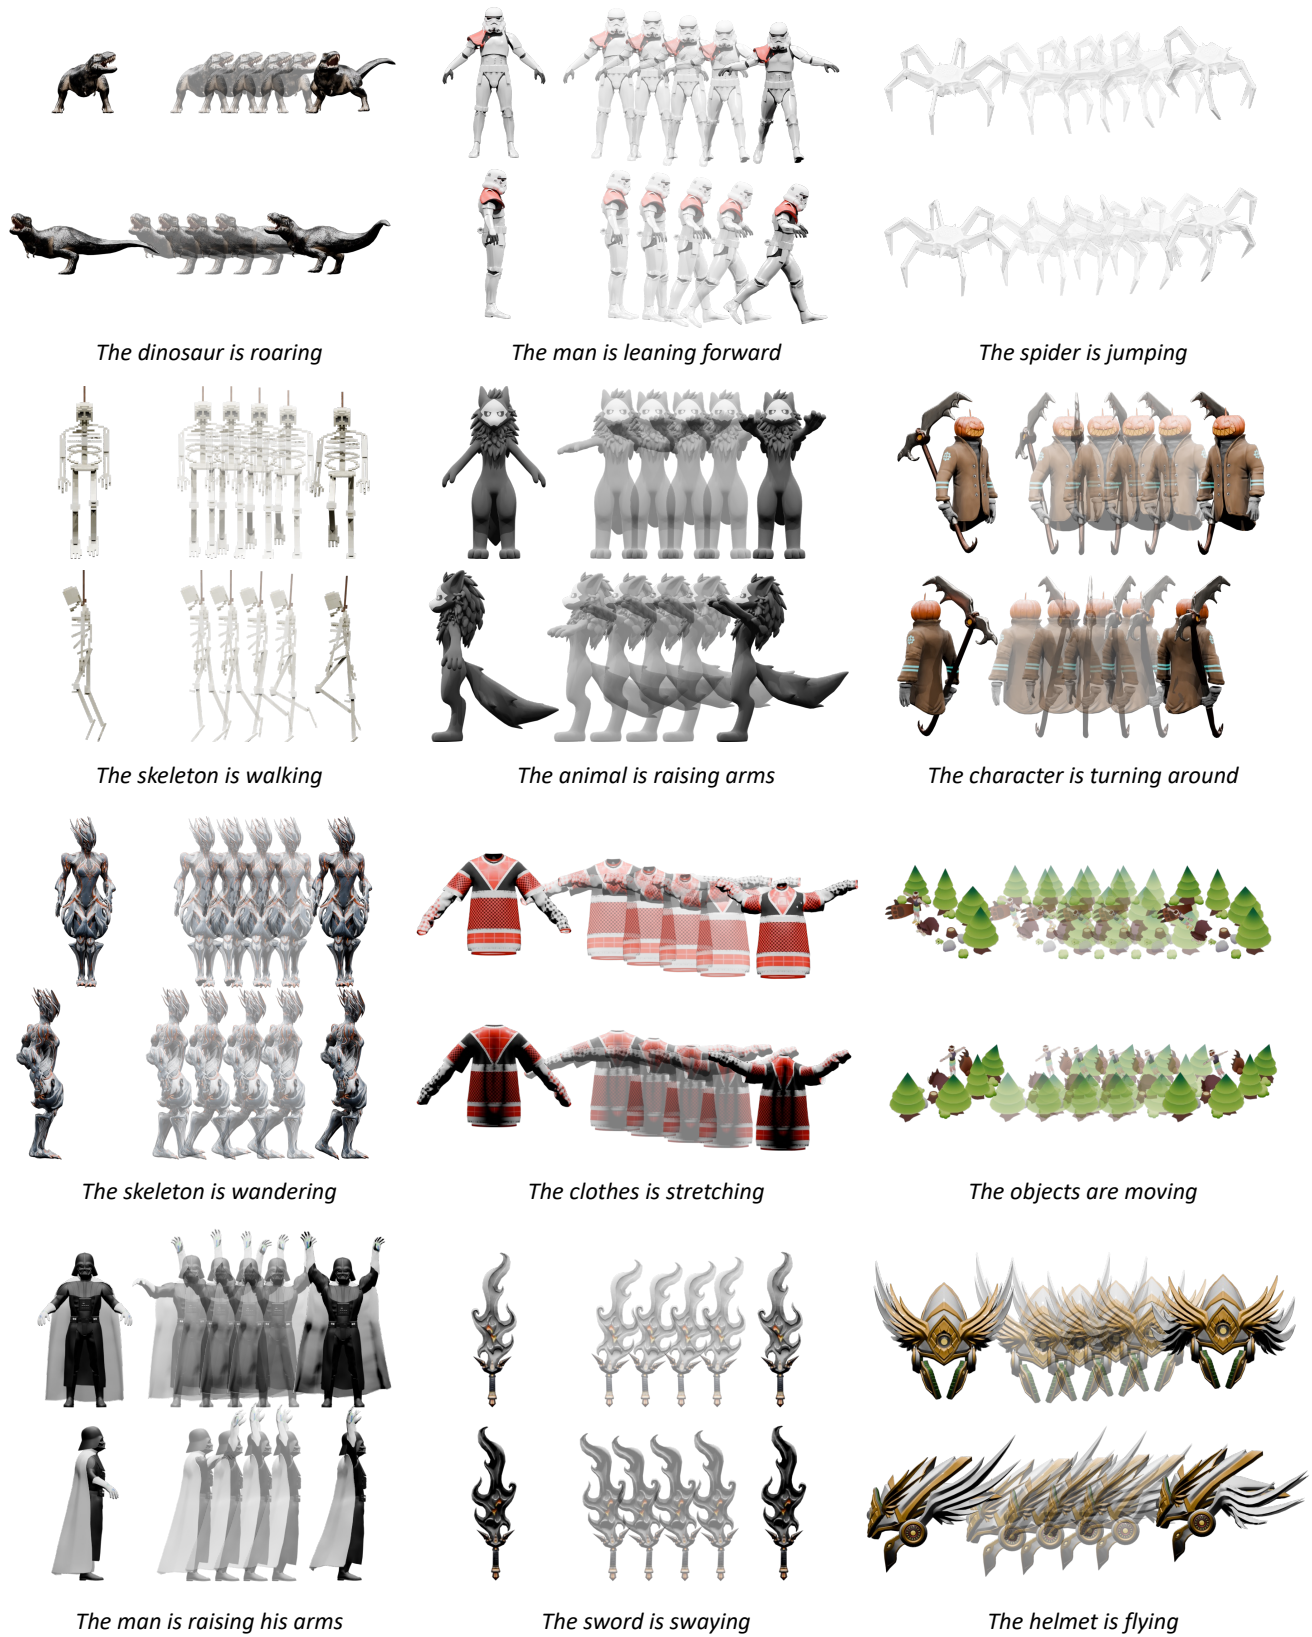 The dinosaur is roaring
The man is leaning forward
The spider is jumping
The skeleton is walking
The animal is raising arms
The character is turning around
The skeleton is wandering
The clothes is stretching
The objects are moving
The man is raising his arms
The sword is swaying
The helmet is flying